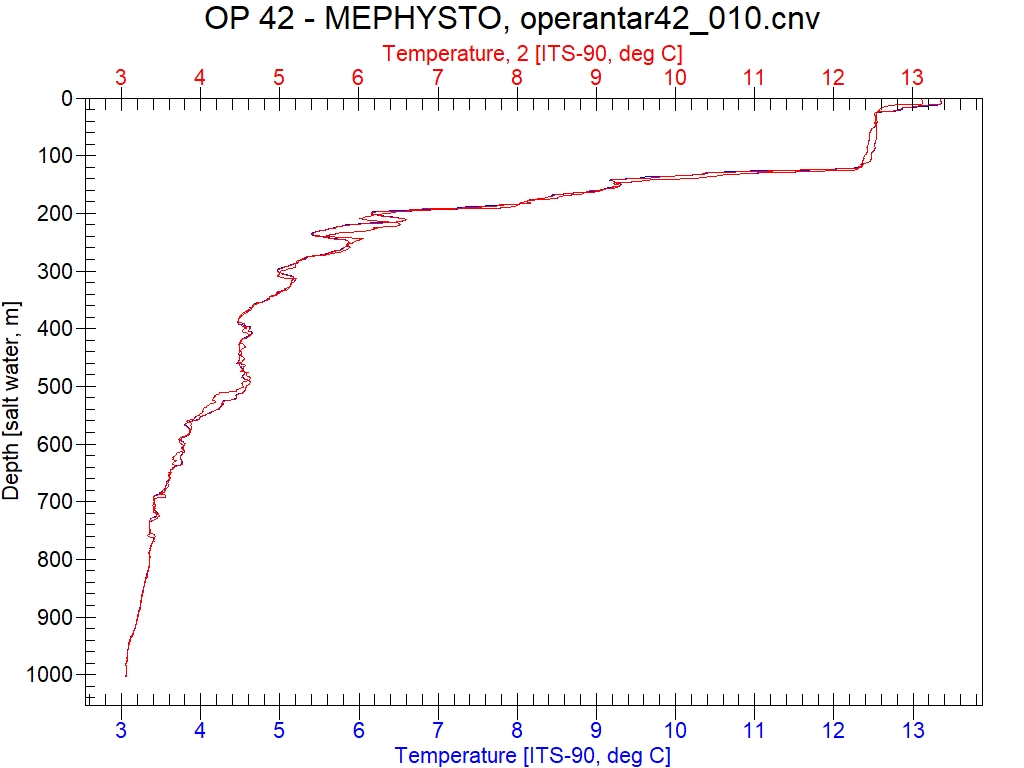 OP 42 - MEPHYSTO, operantar42_010.cnv
Temperature, 2 [ITS-90, deg C]
3 4 5 6 7 8 9 10 11 12 13
0
100
200
300
400
500
600
700
800
900
1000
Depth [salt water, m]
3 4 5 6 7 8 9 10 11 12 13
Temperature [ITS-90, deg C]